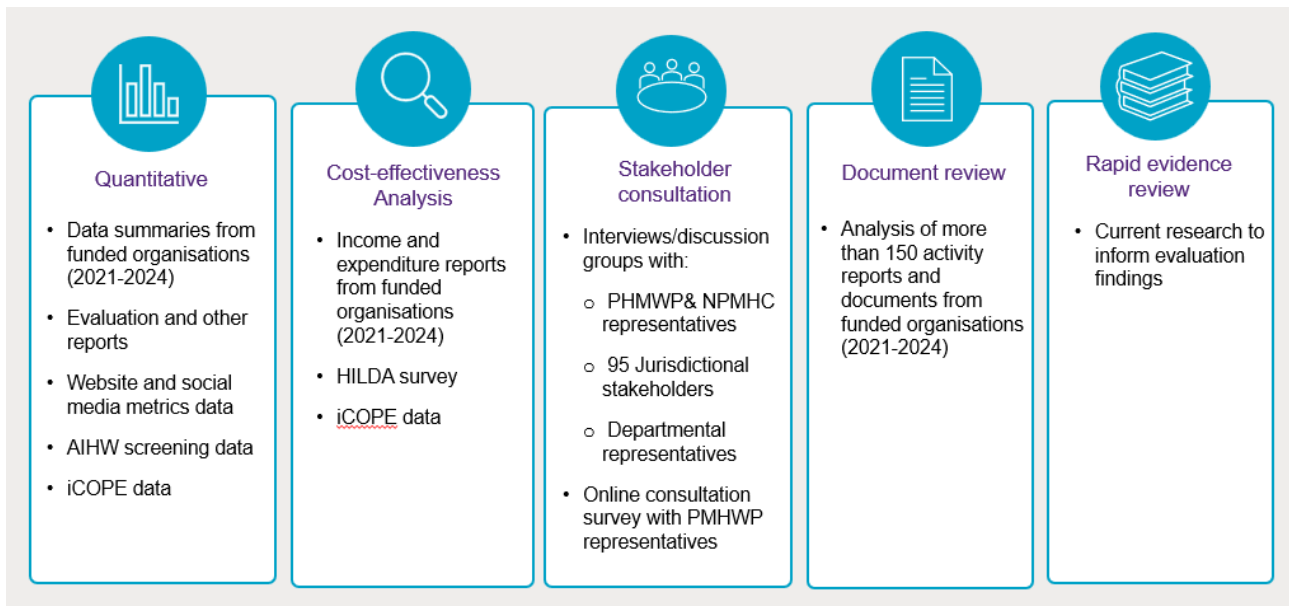 Quantitative
• Data summaries from
funded organisations
(2021-2024)
• Evaluation and other
reports
• Website and social
media metrics data
• AIHW screening data
• iCOPE data
Cost-effectiveness
Analysis
• Income and
expenditure reports
from funded
organisations
(2021-2024)
• HILDA survey
• iCOPE data
Stakeholder
consultation
• Interviews/discussion
groups with:
o PHMWP& NPMHC
representatives
o 95 Jurisdictional
stakeholders
o Departmental
representatives
• Online consultation
survey with PMHWP
representatives
Document review
• Analysis of more
than 150 activity
reports and
documents from
funded organisations
(2021-2024)
Rapid evidence
review
• Current research to
inform evaluation
findings